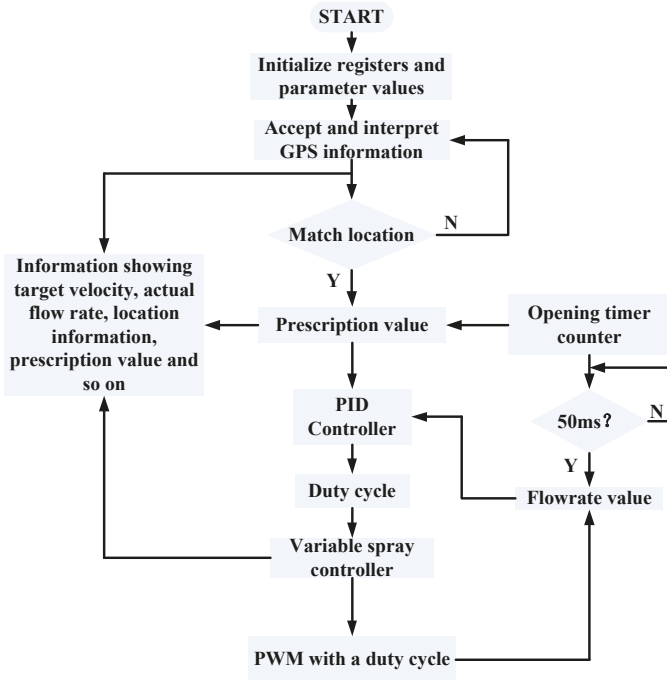 START
Initialize registers and
parameter values
Accept and interpret
GPS information
Match location
N
Y
Information showing
target velocity, actual
flow rate, location
information,
prescription value and
so on
Prescription value
Opening timer
counter
PID
Controller
50ms?
N
Y
Duty cycle
Flowrate value
Variable spray
controller
PWM with a duty cycle